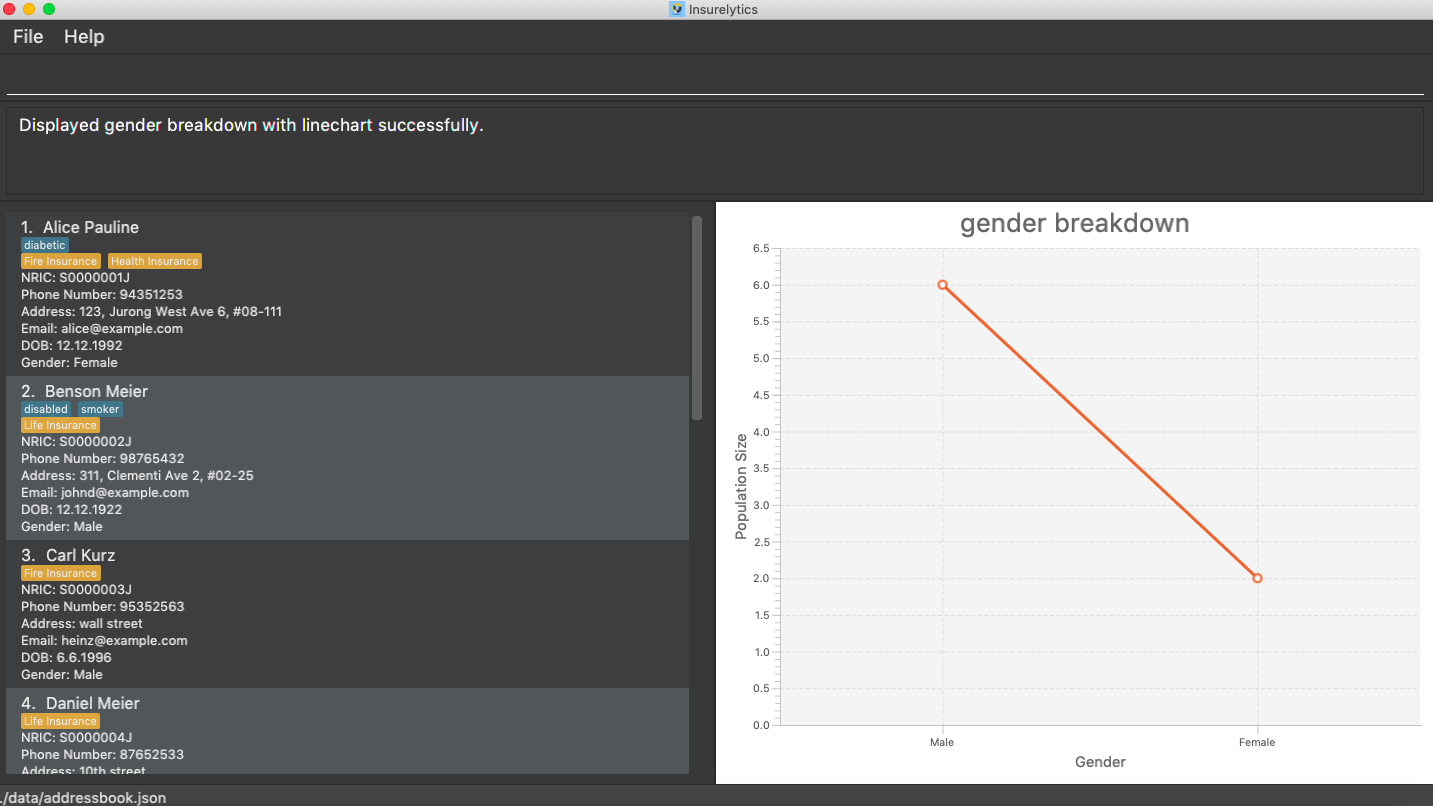 Insurelytics
File Help
Displayed gender breakdown with linechart successfully.
1. Alice Pauline
diabetic
Fire Insurance Health Insurance
NRIC: S0000001J
Phone Number: 94351253
Address: 123, Jurong West Ave 6, #08-111
Email: alice@example.com
DOB: 12.12.1992
Gender: Female
2. Benson Meier
disabled smoker
Life Insurance
NRIC: S0000002J
Phone Number: 98765432
Address: 311, Clementi Ave 2, #02-25
Email: johnd@example.com
DOB: 12.12.1922
Gender: Male
3. Carl Kurz
Fire Insurance
NRIC: S0000003J
Phone Number: 95352563
Address: wall street
Email: heinz@example.com
DOB: 6.6.1996
Gender: Male
4. Daniel Meier
Life Insurance
NRIC: S0000004J
Phone Number: 87652533
Address: 10th street
gender breakdown
6.5
6.0
5.5
5.0
4.5
4.0
3.5
3.0
2.5
2.0
1.5
1.0
0.5
0.0
Population Size
Male Female
Gender
./data/addressbook.json